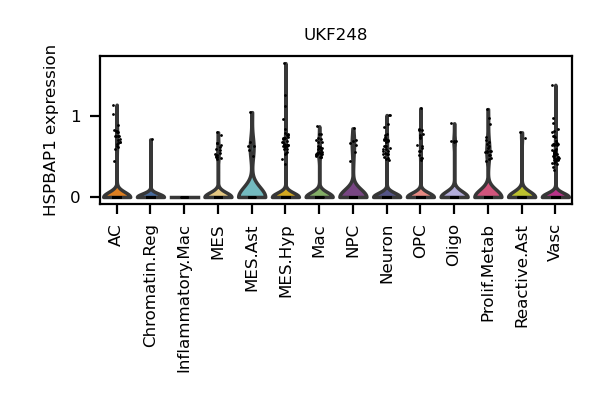 UKF248
HSPBAP1 expression
1
0
AC
Chromatin.Reg
Inflammatory.Mac
MES
MES.Ast
MES.Hyp
Mac
NPC
Neuron
OPC
Oligo
Prolif.Metab
Reactive.Ast
Vasc